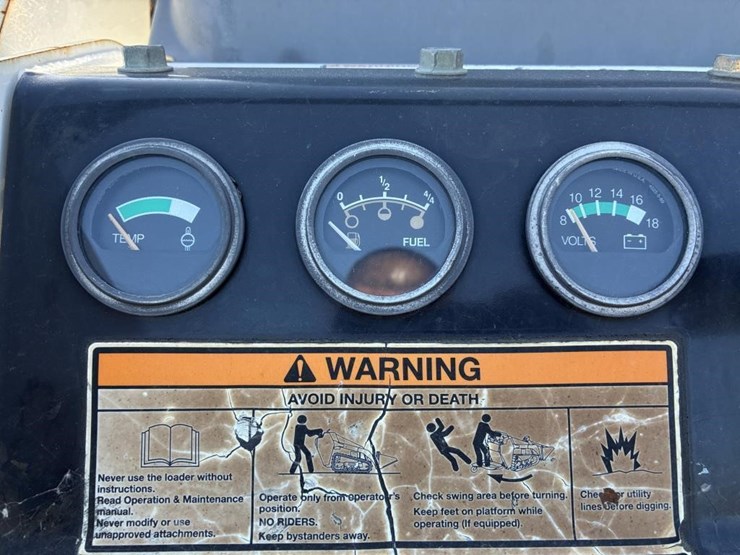 TEMP
0 1/2 4/4
FUEL
8 10 12 14 16 18
VOLTS
WARNING
AVOID INJURY OR DEATH
Never use the loader without
instructions.
Read Operation & Maintenance
manual.
Never modify or use
unapproved attachments.
Operate only from operator's
position.
NO RIDERS.
Keep bystanders away.
Check swing area before turning.
Keep feet on platform while
operating (If equipped).
Check for utility
lines before digging.